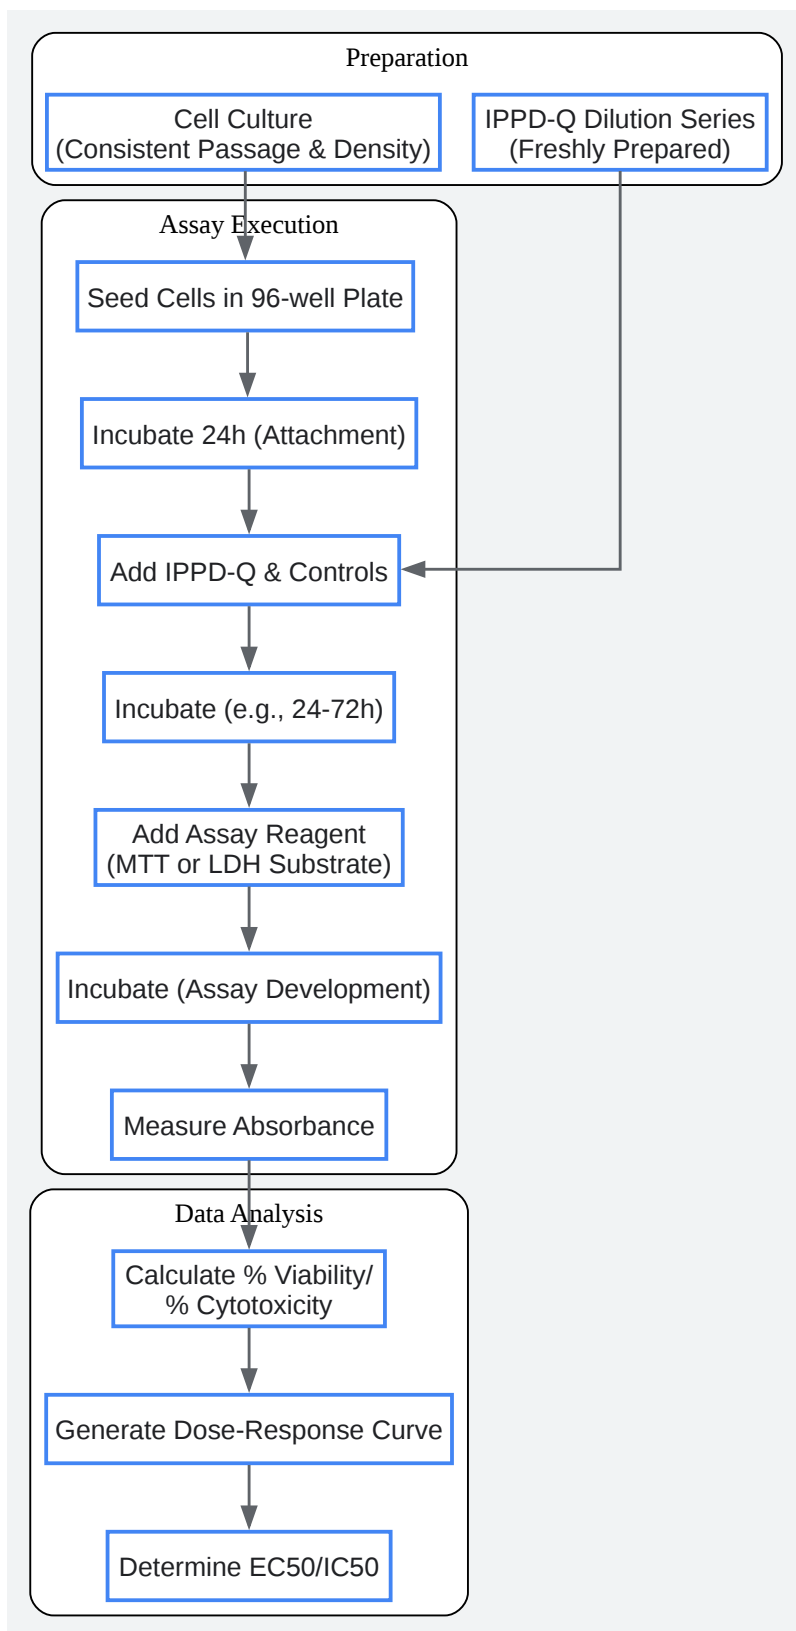 Preparation
Cell Culture
(Consistent Passage & Density)
IPPD-Q Dilution Series
(Freshly Prepared)
Assay Execution
Seed Cells in 96-well Plate
Incubate 24h (Attachment)
Add IPPD-Q & Controls
Incubate (e.g., 24-72h)
Add Assay Reagent
(MTT or LDH Substrate)
Incubate (Assay Development)
Measure Absorbance
Data Analysis
Calculate % Viability/
% Cytotoxicity
Generate Dose-Response Curve
Determine EC50/IC50